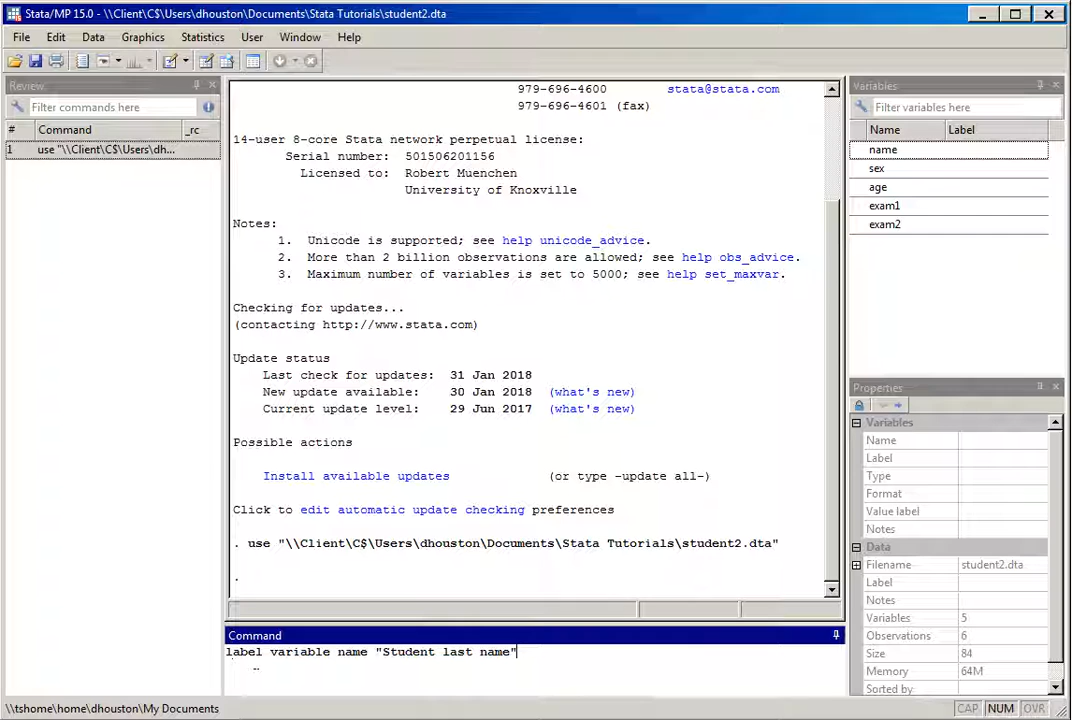 Stata/MP 15.0 - \\Client\C$\Users\dhouston\Documents\Stata Tutorials\student2.dta
File Edit Data Graphics Statistics User Window Help
Review
Filter commands here
# Command _rc
1 use "\\Client\C$\Users\dh...
979-696-4600 stata@stata.com
979-696-4601 (fax)
14-user 8-core Stata network perpetual license:
Serial number: 501506201156
Licensed to: Robert Muenchen
University of Knoxville
Notes:
1. Unicode is supported; see help unicode_advice.
2. More than 2 billion observations are allowed; see help obs_advice.
3. Maximum number of variables is set to 5000; see help set_maxvar.
Checking for updates...
(contacting http://www.stata.com)
Update status
Last check for updates: 31 Jan 2018
New update available: 30 Jan 2018 (what's new)
Current update level: 29 Jun 2017 (what's new)
Possible actions
Install available updates (or type -update all-)
Click to edit automatic update checking preferences
. use "\\Client\C$\Users\dhouston\Documents\Stata Tutorials\student2.dta"
.
Command
label variable name "Student last name"
Variables
Filter variables here
Name Label
name
sex
age
exam1
exam2
Properties
Variables
Name
Label
Type
Format
Value label
Notes
Data
Filename student2.dta
Label
Notes
Variables 5
Observations 6
Size 84
Memory 64M
Sorted by
\\tshome\home\dhouston\My Documents
CAP NUM OVR